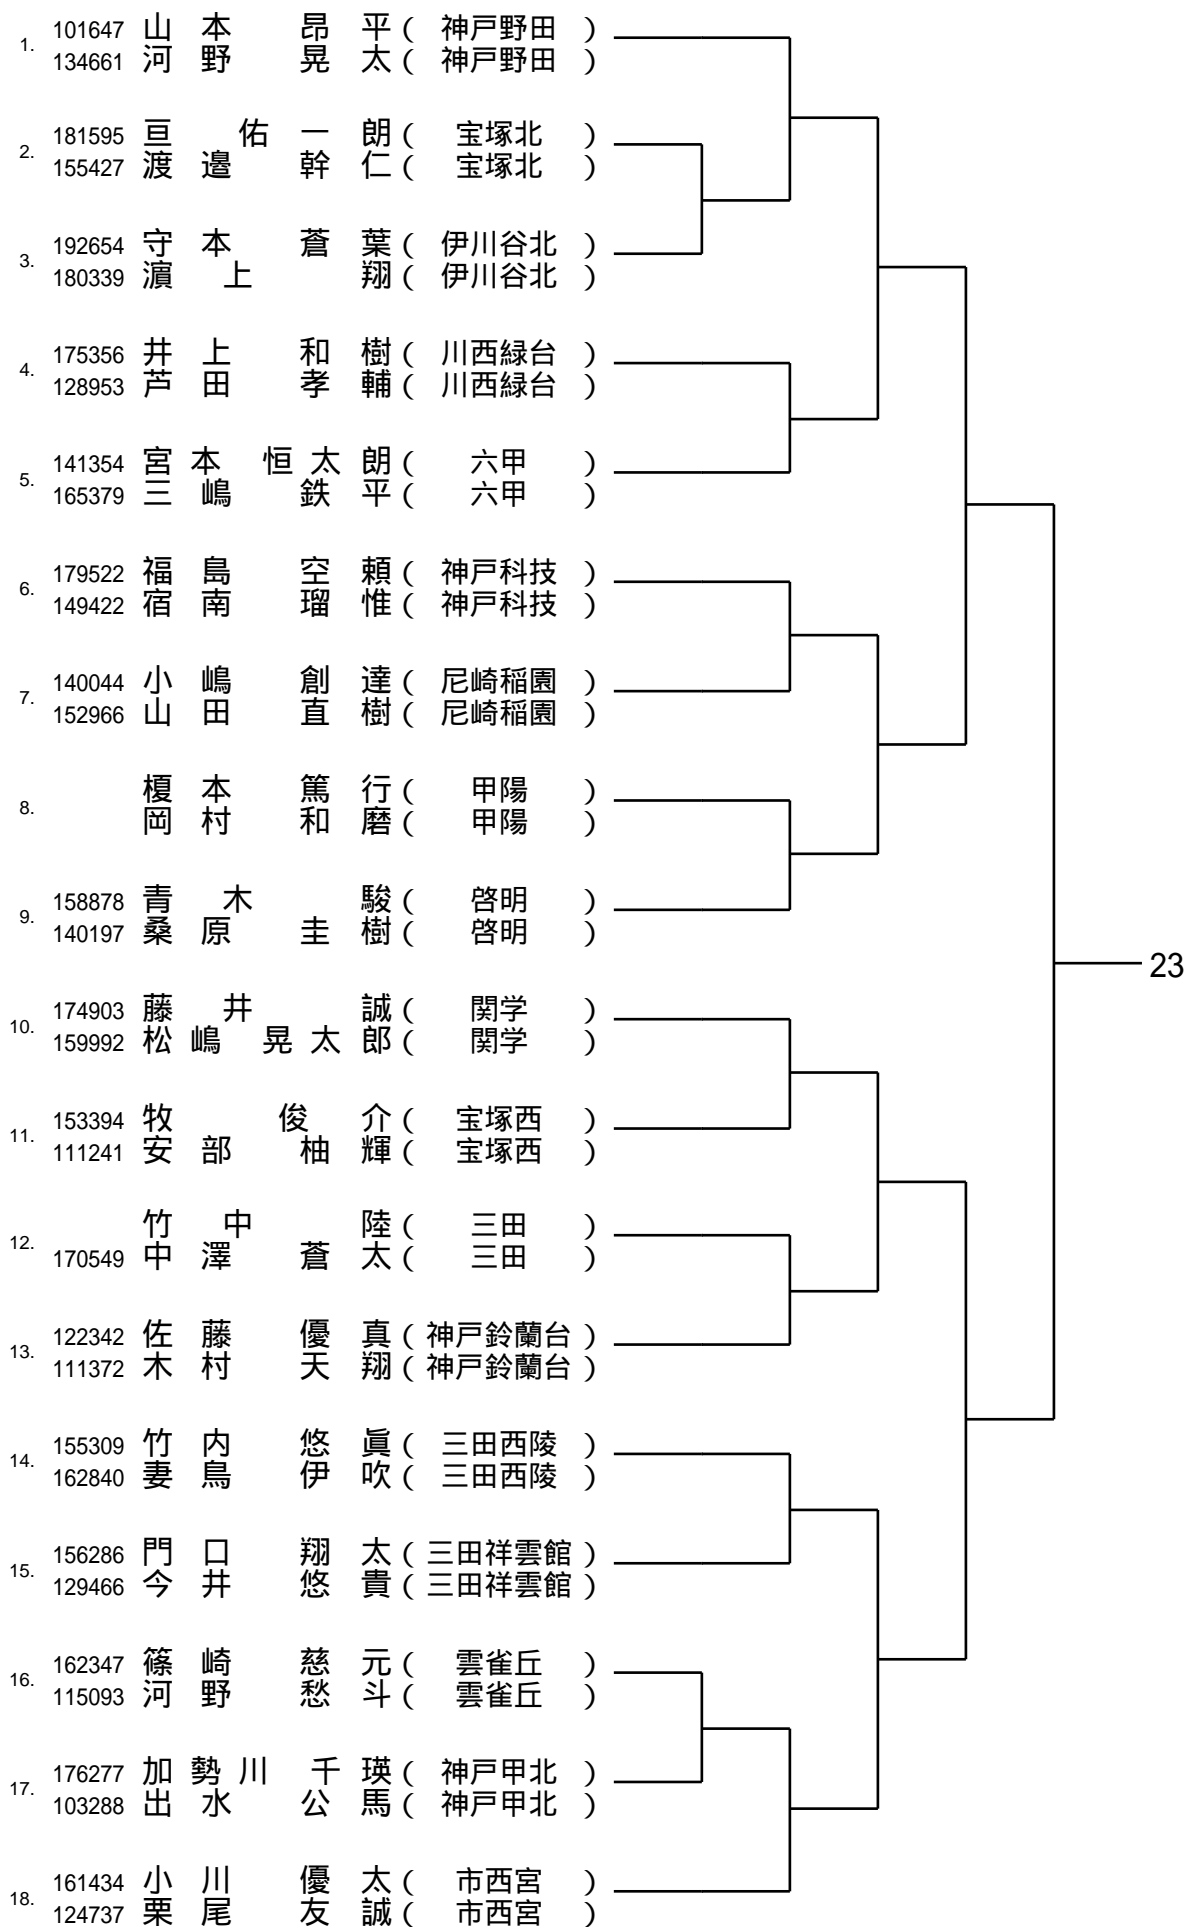 1. 101647 山本 昂平 ( 神戸野田 )
134661 河野 晃太 ( 神戸野田 )
2. 181595 亘 佑一朗 ( 宝塚北 )
155427 渡邉 幹仁 ( 宝塚北 )
3. 192654 守本 蒼葉 ( 伊川谷北 )
180339 濵上 翔 ( 伊川谷北 )
4. 175356 井上 和樹 ( 川西緑台 )
128953 芦田 孝輔 ( 川西緑台 )
5. 141354 宮本 恒太朗 ( 六甲 )
165379 三嶋 鉄平 ( 六甲 )
6. 179522 福島 空頼 ( 神戸科技 )
149422 宿南 瑠惟 ( 神戸科技 )
7. 140044 小嶋 創達 ( 尼崎稲園 )
152966 山田 直樹 ( 尼崎稲園 )
8. 榎本 篤行 ( 甲陽 )
岡村 和磨 ( 甲陽 )
9. 158878 青木 駿 ( 啓明 )
140197 桑原 圭樹 ( 啓明 )
23
10. 174903 藤井 誠 ( 関学 )
159992 松嶋 晃太郎 ( 関学 )
11. 153394 牧 俊介 ( 宝塚西 )
111241 安部 柚輝 ( 宝塚西 )
12. 竹中 陸 ( 三田 )
170549 中澤 蒼太 ( 三田 )
13. 122342 佐藤 優真 ( 神戸鈴蘭台 )
111372 木村 天翔 ( 神戸鈴蘭台 )
14. 155309 竹内 悠眞 ( 三田西陵 )
162840 妻鳥 伊吹 ( 三田西陵 )
15. 156286 門口 翔太 ( 三田祥雲館 )
129466 今井 悠貴 ( 三田祥雲館 )
16. 162347 篠崎 慈元 ( 雲雀丘 )
115093 河野 愁斗 ( 雲雀丘 )
17. 176277 加勢川 千瑛 ( 神戸甲北 )
103288 出水 公馬 ( 神戸甲北 )
18. 161434 小川 優太 ( 市西宮 )
124737 栗尾 友誠 ( 市西宮 )